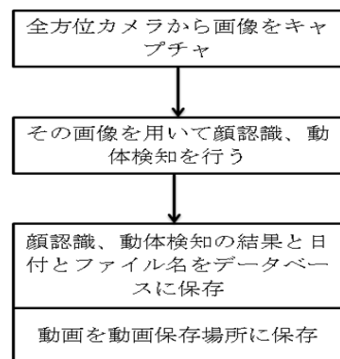 全方位カメラから画像をキャ
プチャ
その画像を用いて顔認識、動
体検知を行う
顔認識、動体検知の結果と日
付とファイル名をデータベー
スに保存
動画を動画保存場所に保存